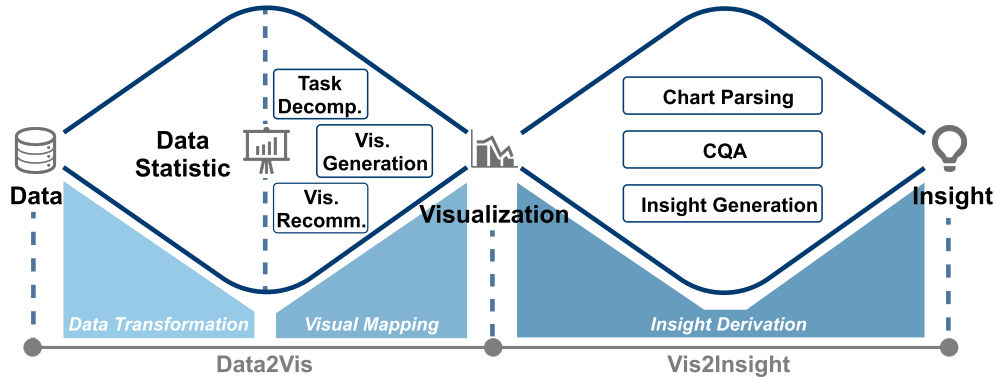 Task
Decomp.
Chart Parsing
Data
Statistic
Vis.
Generation
CQA
Data
Vis.
Recomm.
Visualization
Insight Generation
Insight
Data Transformation
Visual Mapping
Insight Derivation
Data2Vis
Vis2Insight